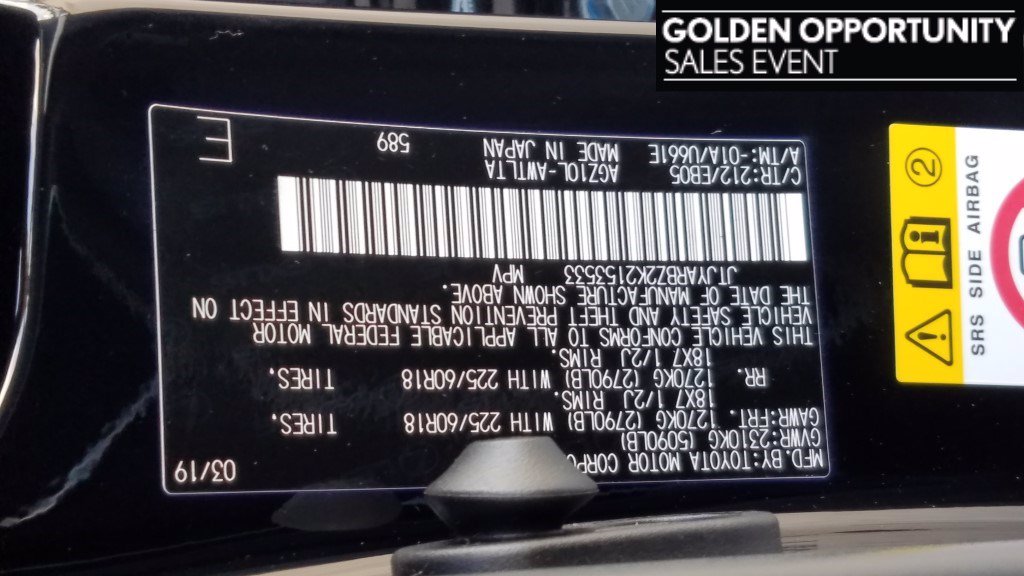 GOLDEN OPPORTUNITY
SALES EVENT
MFD.BY:TOYOTA MOTOR 03/19
GVWR:2310KG (5090LB)
GAWR:FRT. 1270KG (2790LB) WITH 225/60R18 TIRES.
18X7 1/2J RIMS.
RR. 1270KG (2790LB) WITH 225/60R18 TIRES.
18X7 1/2J RIMS.
THIS VEHICLE CONFORMS TO ALL APPLICABLE FEDERAL MOTOR
VEHICLE SAFETY AND THEFT PREVENTION STANDARDS IN EFFECT ON
THE DATE OF MANUFACTURE SHOWN ABOVE.
JTJYARBZ2K2153533 MPV
C/TR:212/EB05 AGZ10L-AWTLTA
A/TM:-01A/U661E MADE IN JAPAN 589 E
2
SRS SIDE AIRBAG